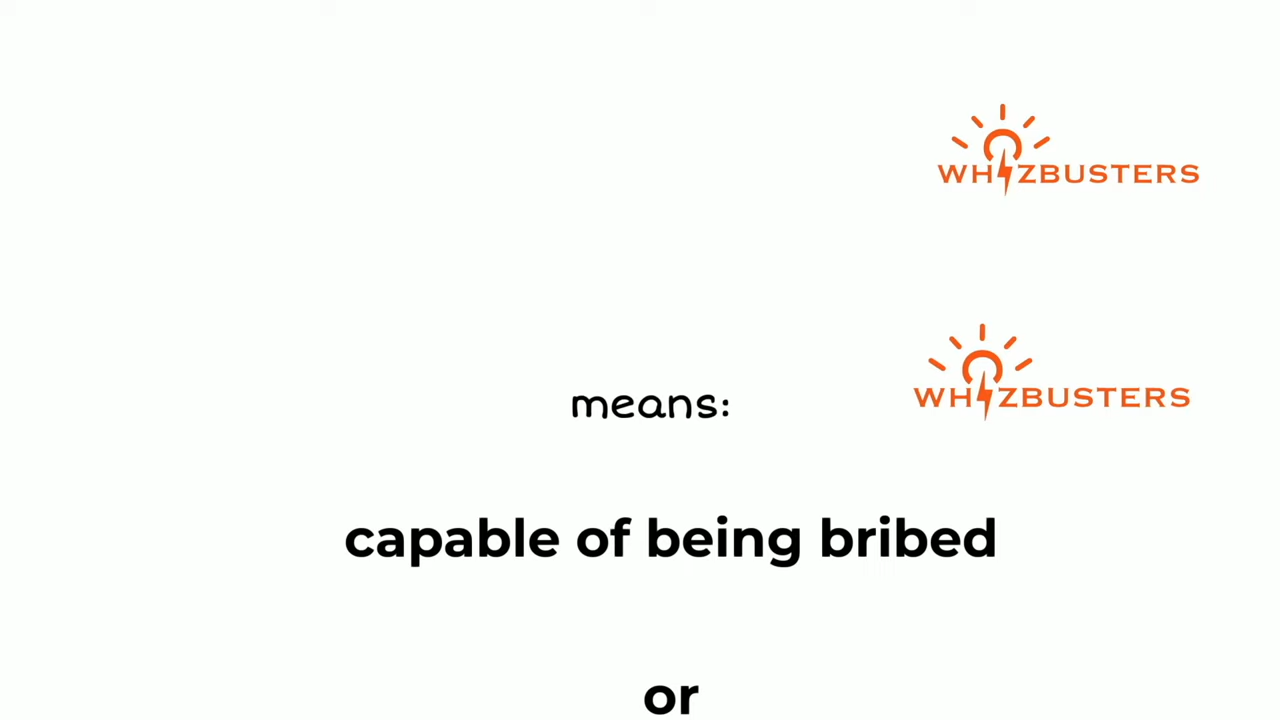 WHIZBUSTERS
WHIZBUSTERS
means:
capable of being bribed
or